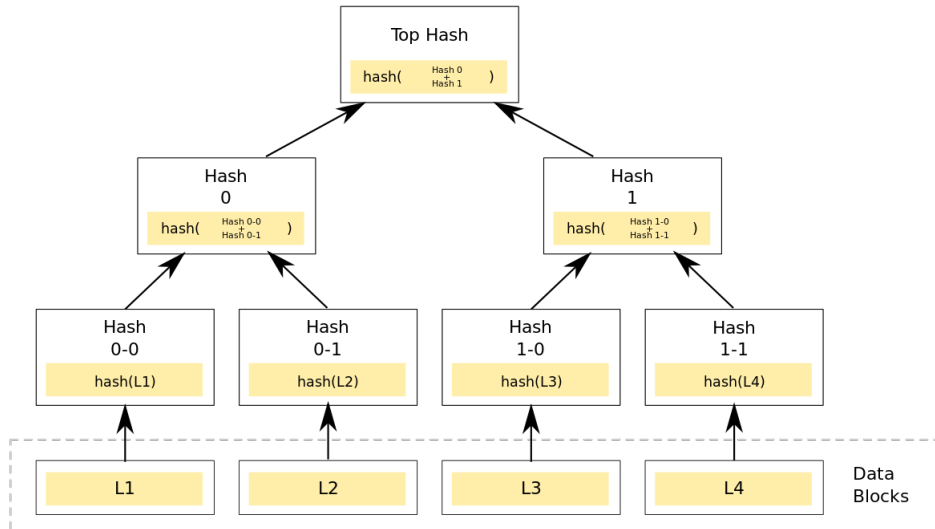 Top Hash
hash( Hash 0 + Hash 1 )
Hash
0
hash( Hash 0-0 + Hash 0-1 )
Hash
1
hash( Hash 1-0 + Hash 1-1 )
Hash
0-0
hash(L1)
Hash
0-1
hash(L2)
Hash
1-0
hash(L3)
Hash
1-1
hash(L4)
L1
L2
L3
L4
Data
Blocks